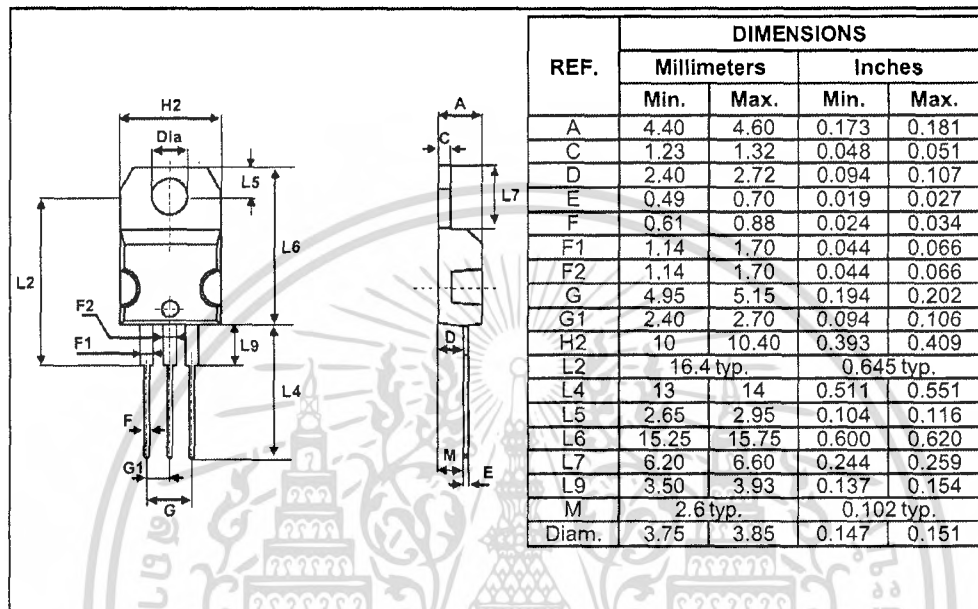 H2
Dia
L5
L6
L2
F2
F1
L9
L4
F
G1
G
A
C
L7
D
M
E
DIMENSIONS
REF. Millimeters Inches
Min. Max. Min. Max.
A 4.40 4.60 0.173 0.181
C 1.23 1.32 0.048 0.051
D 2.40 2.72 0.094 0.107
E 0.49 0.70 0.019 0.027
F 0.61 0.88 0.024 0.034
F1 1.14 1.70 0.044 0.066
F2 1.14 1.70 0.044 0.066
G 4.95 5.15 0.194 0.202
G1 2.40 2.70 0.094 0.106
H2 10 10.40 0.393 0.409
L2 16.4 typ. 0.645 typ.
L4 13 14 0.511 0.551
L5 2.65 2.95 0.104 0.116
L6 15.25 15.75 0.600 0.620
L7 6.20 6.60 0.244 0.259
L9 3.50 3.93 0.137 0.154
M 2.6 typ. 0.102 typ.
Diam. 3.75 3.85 0.147 0.151